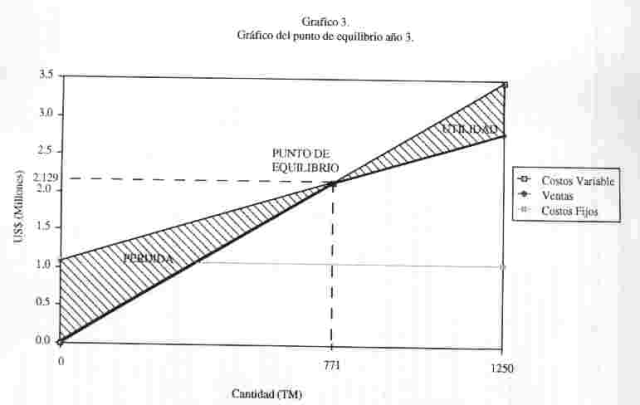 Grafico 3.
Gráfico del punto de equilibrio año 3.
3.5
3.0
2.5
2.129
2.0
1.5
1.0
0.5
0.0
US$ (Millones)
PUNTO DE
EQUILIBRIO
UTILIDAD
PERDIDA
Costos Variable
Ventas
Costos Fijos
0
771
1250
Cantidad (TM)